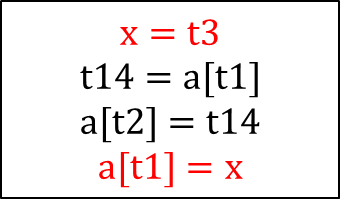 x = t3
t14 = a[t1]
a[t2] = t14
a[t1] = x